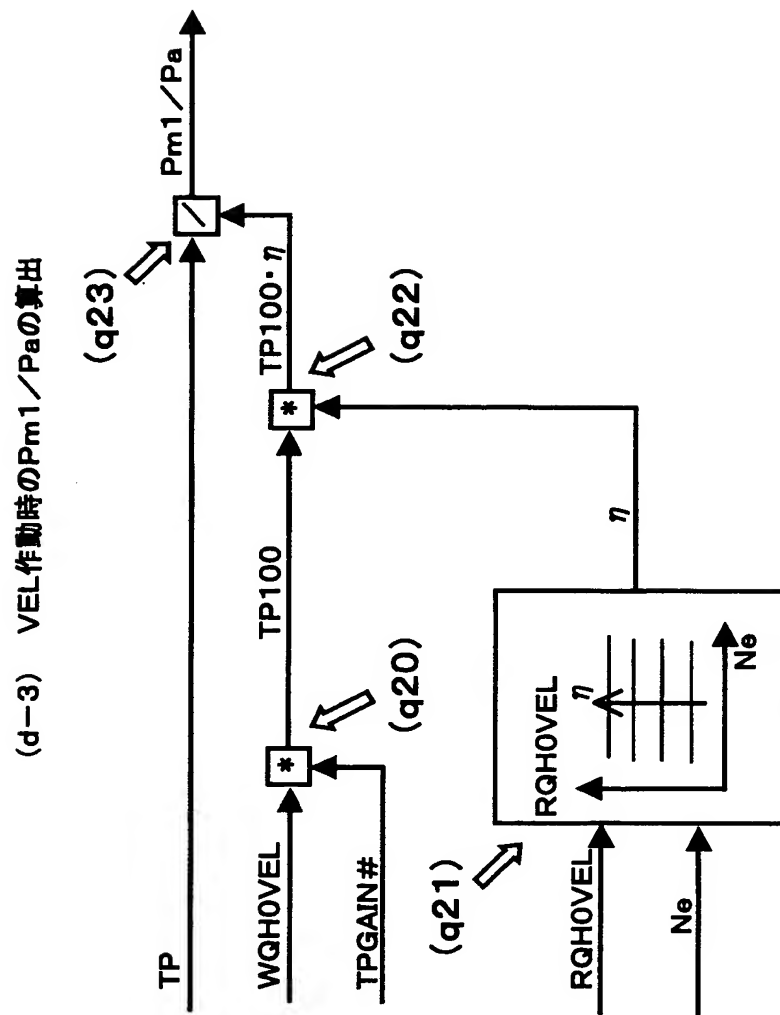 (d-3) VEL作動時のPm1/Paの算出
TP
Pm1/Pa
/
(q23)
WQH0VEL
TPGAIN#
*
(q20)
TP100
*
(q22)
TP100・η
(q21)
RQH0VEL
Ne
RQH0VEL
η
Ne
η